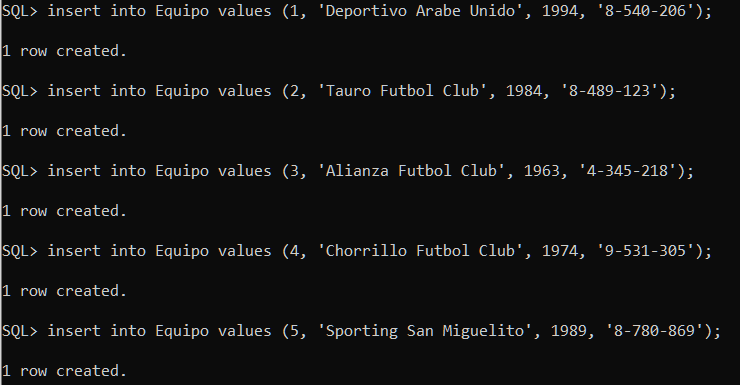 SQL> insert into Equipo values (1, 'Deportivo Arabe Unido', 1994, '8-540-206');
1 row created.
SQL> insert into Equipo values (2, 'Tauro Futbol Club', 1984, '8-489-123');
1 row created.
SQL> insert into Equipo values (3, 'Alianza Futbol Club', 1963, '4-345-218');
1 row created.
SQL> insert into Equipo values (4, 'Chorrillo Futbol Club', 1974, '9-531-305');
1 row created.
SQL> insert into Equipo values (5, 'Sporting San Miguelito', 1989, '8-780-869');
1 row created.